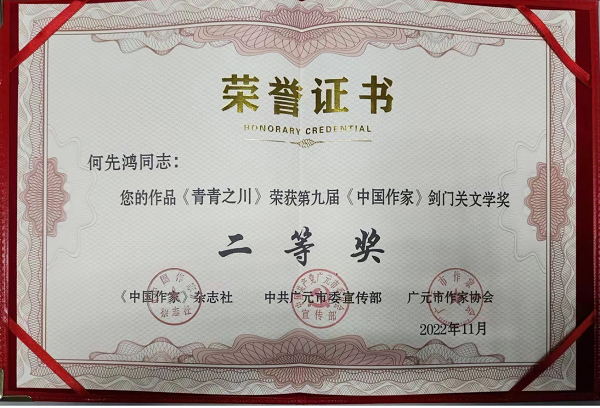 荣誉证书
HONORARY CREDENTIAL
何先鸿同志：
您的作品《青青之川》荣获第九届《中国作家》剑门关文学奖
二等奖
《中国作家》杂志社 中共广元市委宣传部 广元市作家协会
2022年11月